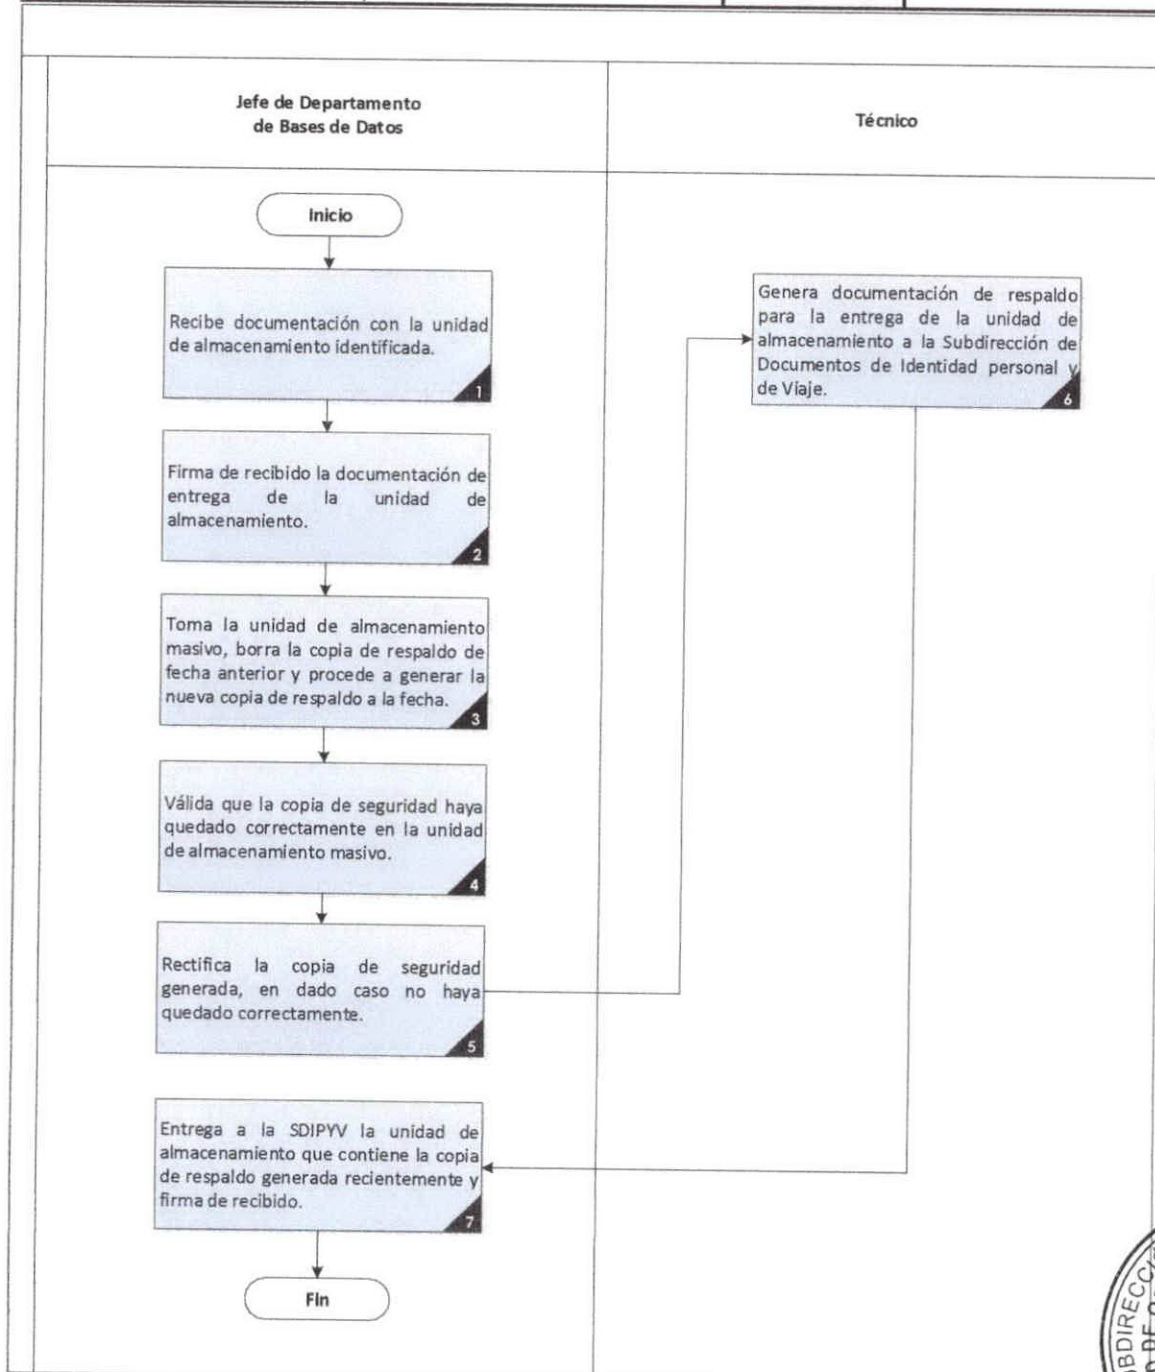 Jefe de Departamento
de Bases de Datos
Técnico
Inicio
Recibe documentación con la unidad
de almacenamiento identificada.
1
Firma de recibido la documentación de
entrega de la unidad de
almacenamiento.
2
Toma la unidad de almacenamiento
masivo, borra la copia de respaldo de
fecha anterior y procede a generar la
nueva copia de respaldo a la fecha.
3
Válida que la copia de seguridad haya
quedado correctamente en la unidad
de almacenamiento masivo.
4
Rectifica la copia de seguridad
generada, en dado caso no haya
quedado correctamente.
5
Genera documentación de respaldo
para la entrega de la unidad de
almacenamiento a la Subdirección de
Documentos de Identidad personal y
de Viaje.
6
Entrega a la SDIPYV la unidad de
almacenamiento que contiene la copia
de respaldo generada recientemente y
firma de recibido.
7
Fin